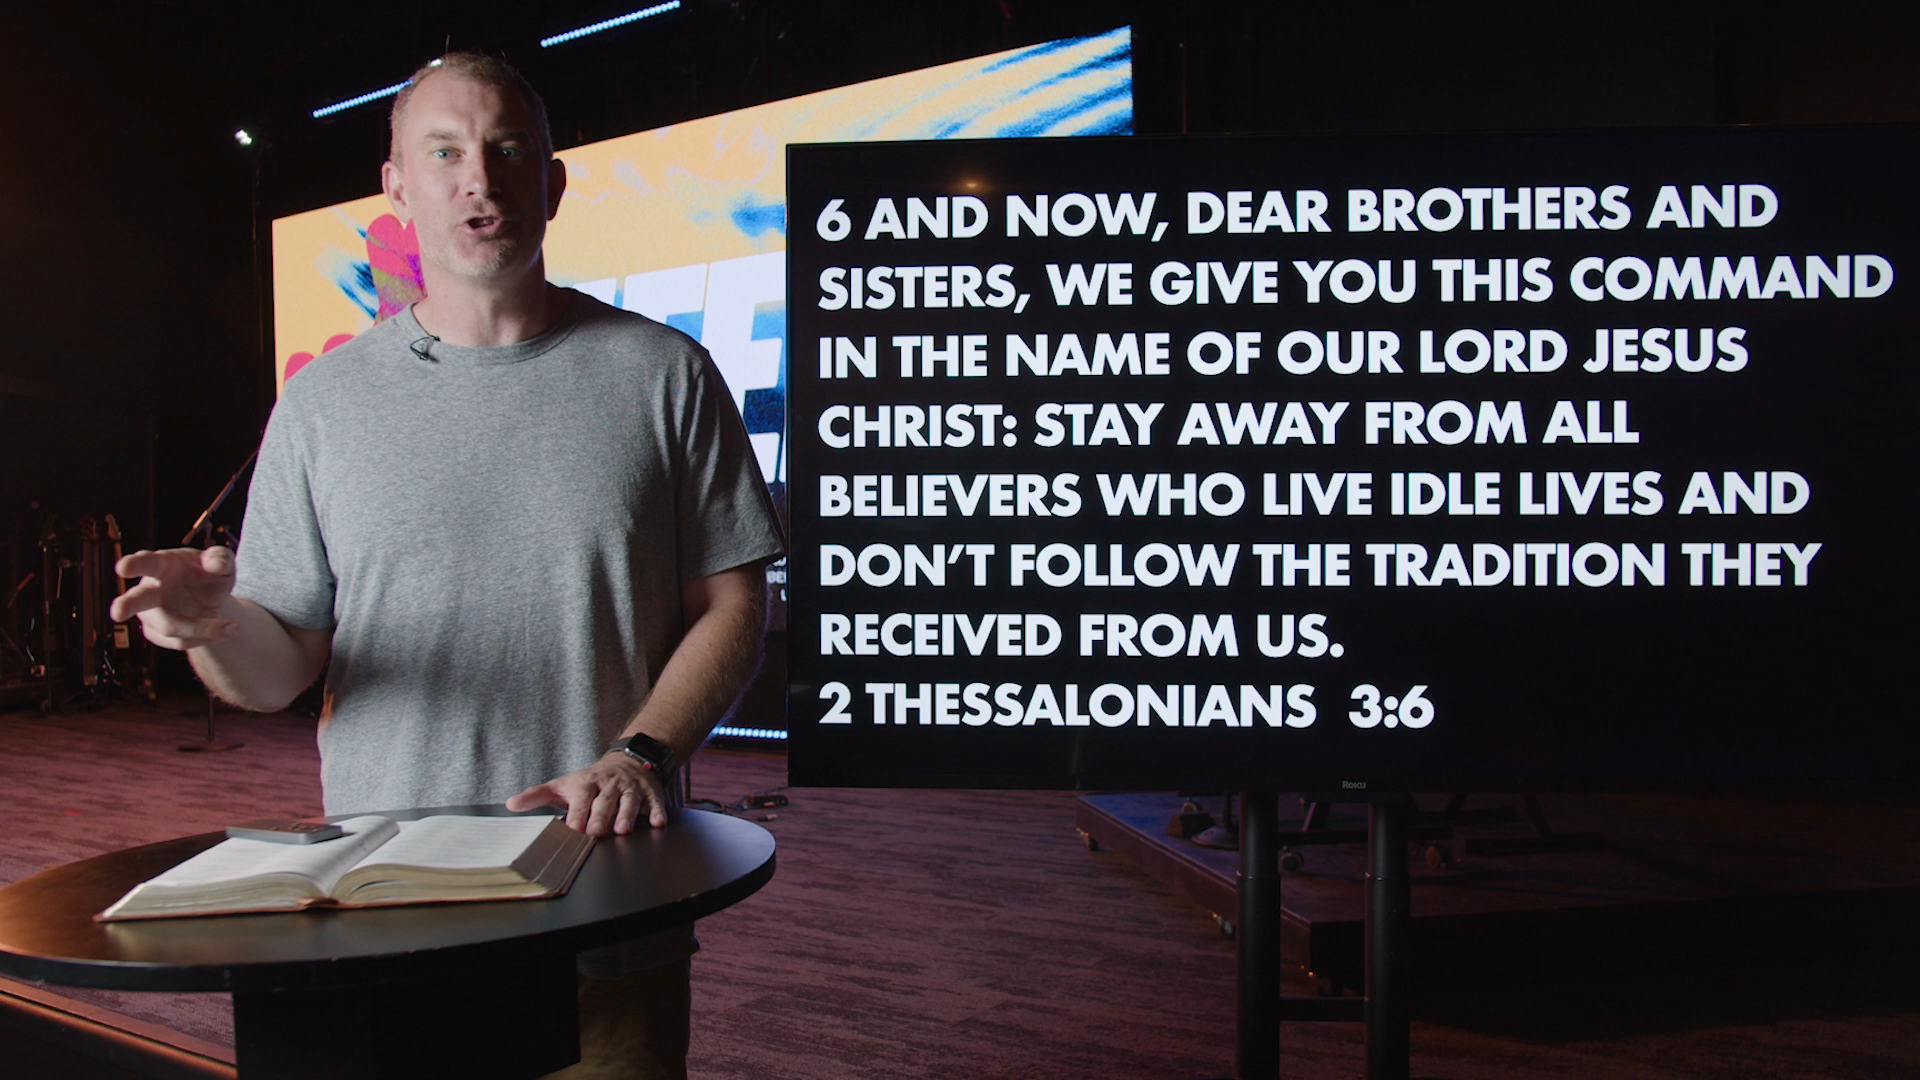 6 AND NOW, DEAR BROTHERS AND
SISTERS, WE GIVE YOU THIS COMMAND
IN THE NAME OF OUR LORD JESUS
CHRIST: STAY AWAY FROM ALL
BELIEVERS WHO LIVE IDLE LIVES AND
DON’T FOLLOW THE TRADITION THEY
RECEIVED FROM US.
2 THESSALONIANS 3:6
Roku